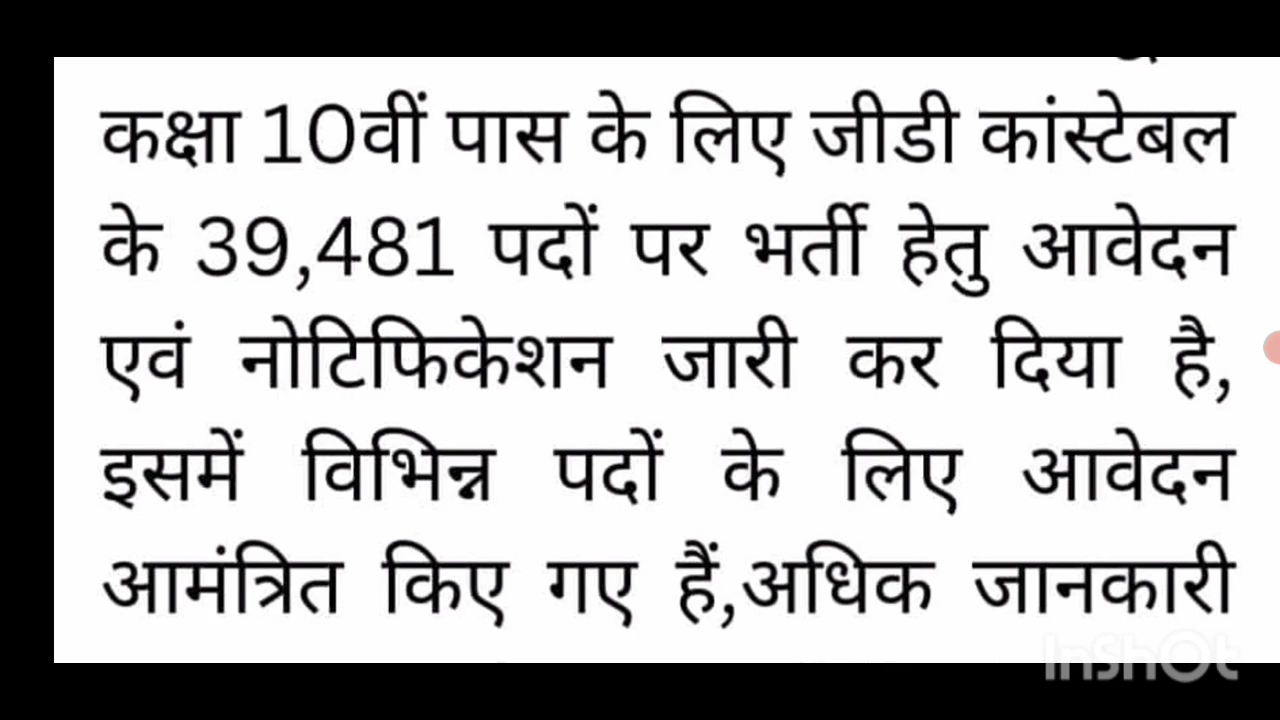 कक्षा 10वीं पास के लिए जीडी कांस्टेबल
के 39,481 पदों पर भर्ती हेतु आवेदन
एवं नोटिफिकेशन जारी कर दिया है,
इसमें विभिन्न पदों के लिए आवेदन
आमंत्रित किए गए हैं,अधिक जानकारी
InShOt